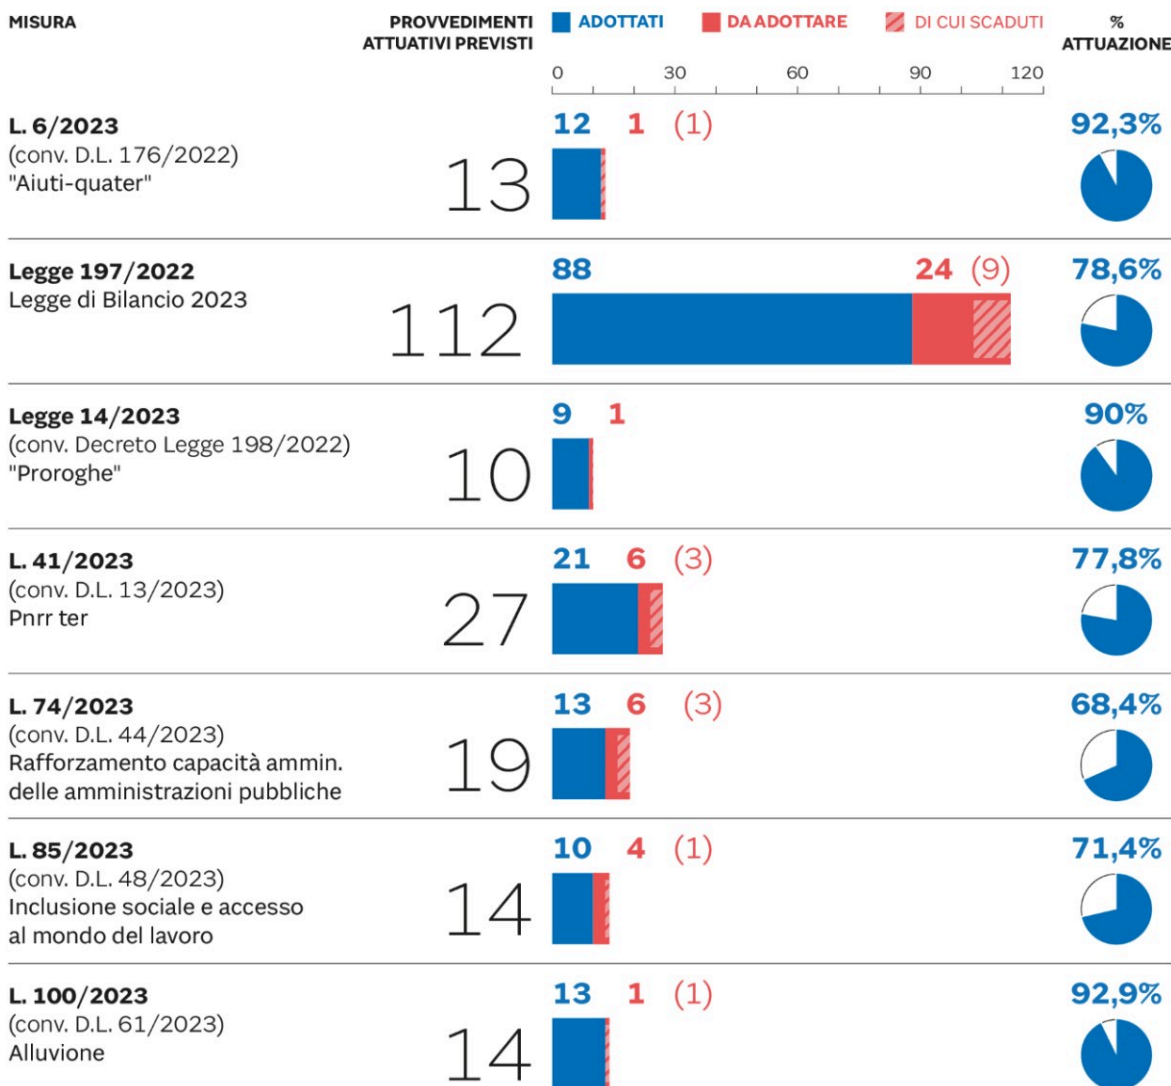 MISURA
PROVVEDIMENTI
ATTUATIVI PREVISTI
ADOTTATI
DA ADOTTARE
DI CUI SCADUTI
%
ATTUAZIONE
0 30 60 90 120
L. 6/2023
(conv. D.L. 176/2022)
"Aiuti-quater"
13
12 1 (1)
92,3%
Legge 197/2022
Legge di Bilancio 2023
112
88 24 (9)
78,6%
Legge 14/2023
(conv. Decreto Legge 198/2022)
"Proroghe"
10
9 1
90%
L. 41/2023
(conv. D.L. 13/2023)
Pnrr ter
27
21 6 (3)
77,8%
L. 74/2023
(conv. D.L. 44/2023)
Rafforzamento capacità ammin.
delle amministrazioni pubbliche
19
13 6 (3)
68,4%
L. 85/2023
(conv. D.L. 48/2023)
Inclusione sociale e accesso
al mondo del lavoro
14
10 4 (1)
71,4%
L. 100/2023
(conv. D.L. 61/2023)
Alluvione
14
13 1 (1)
92,9%